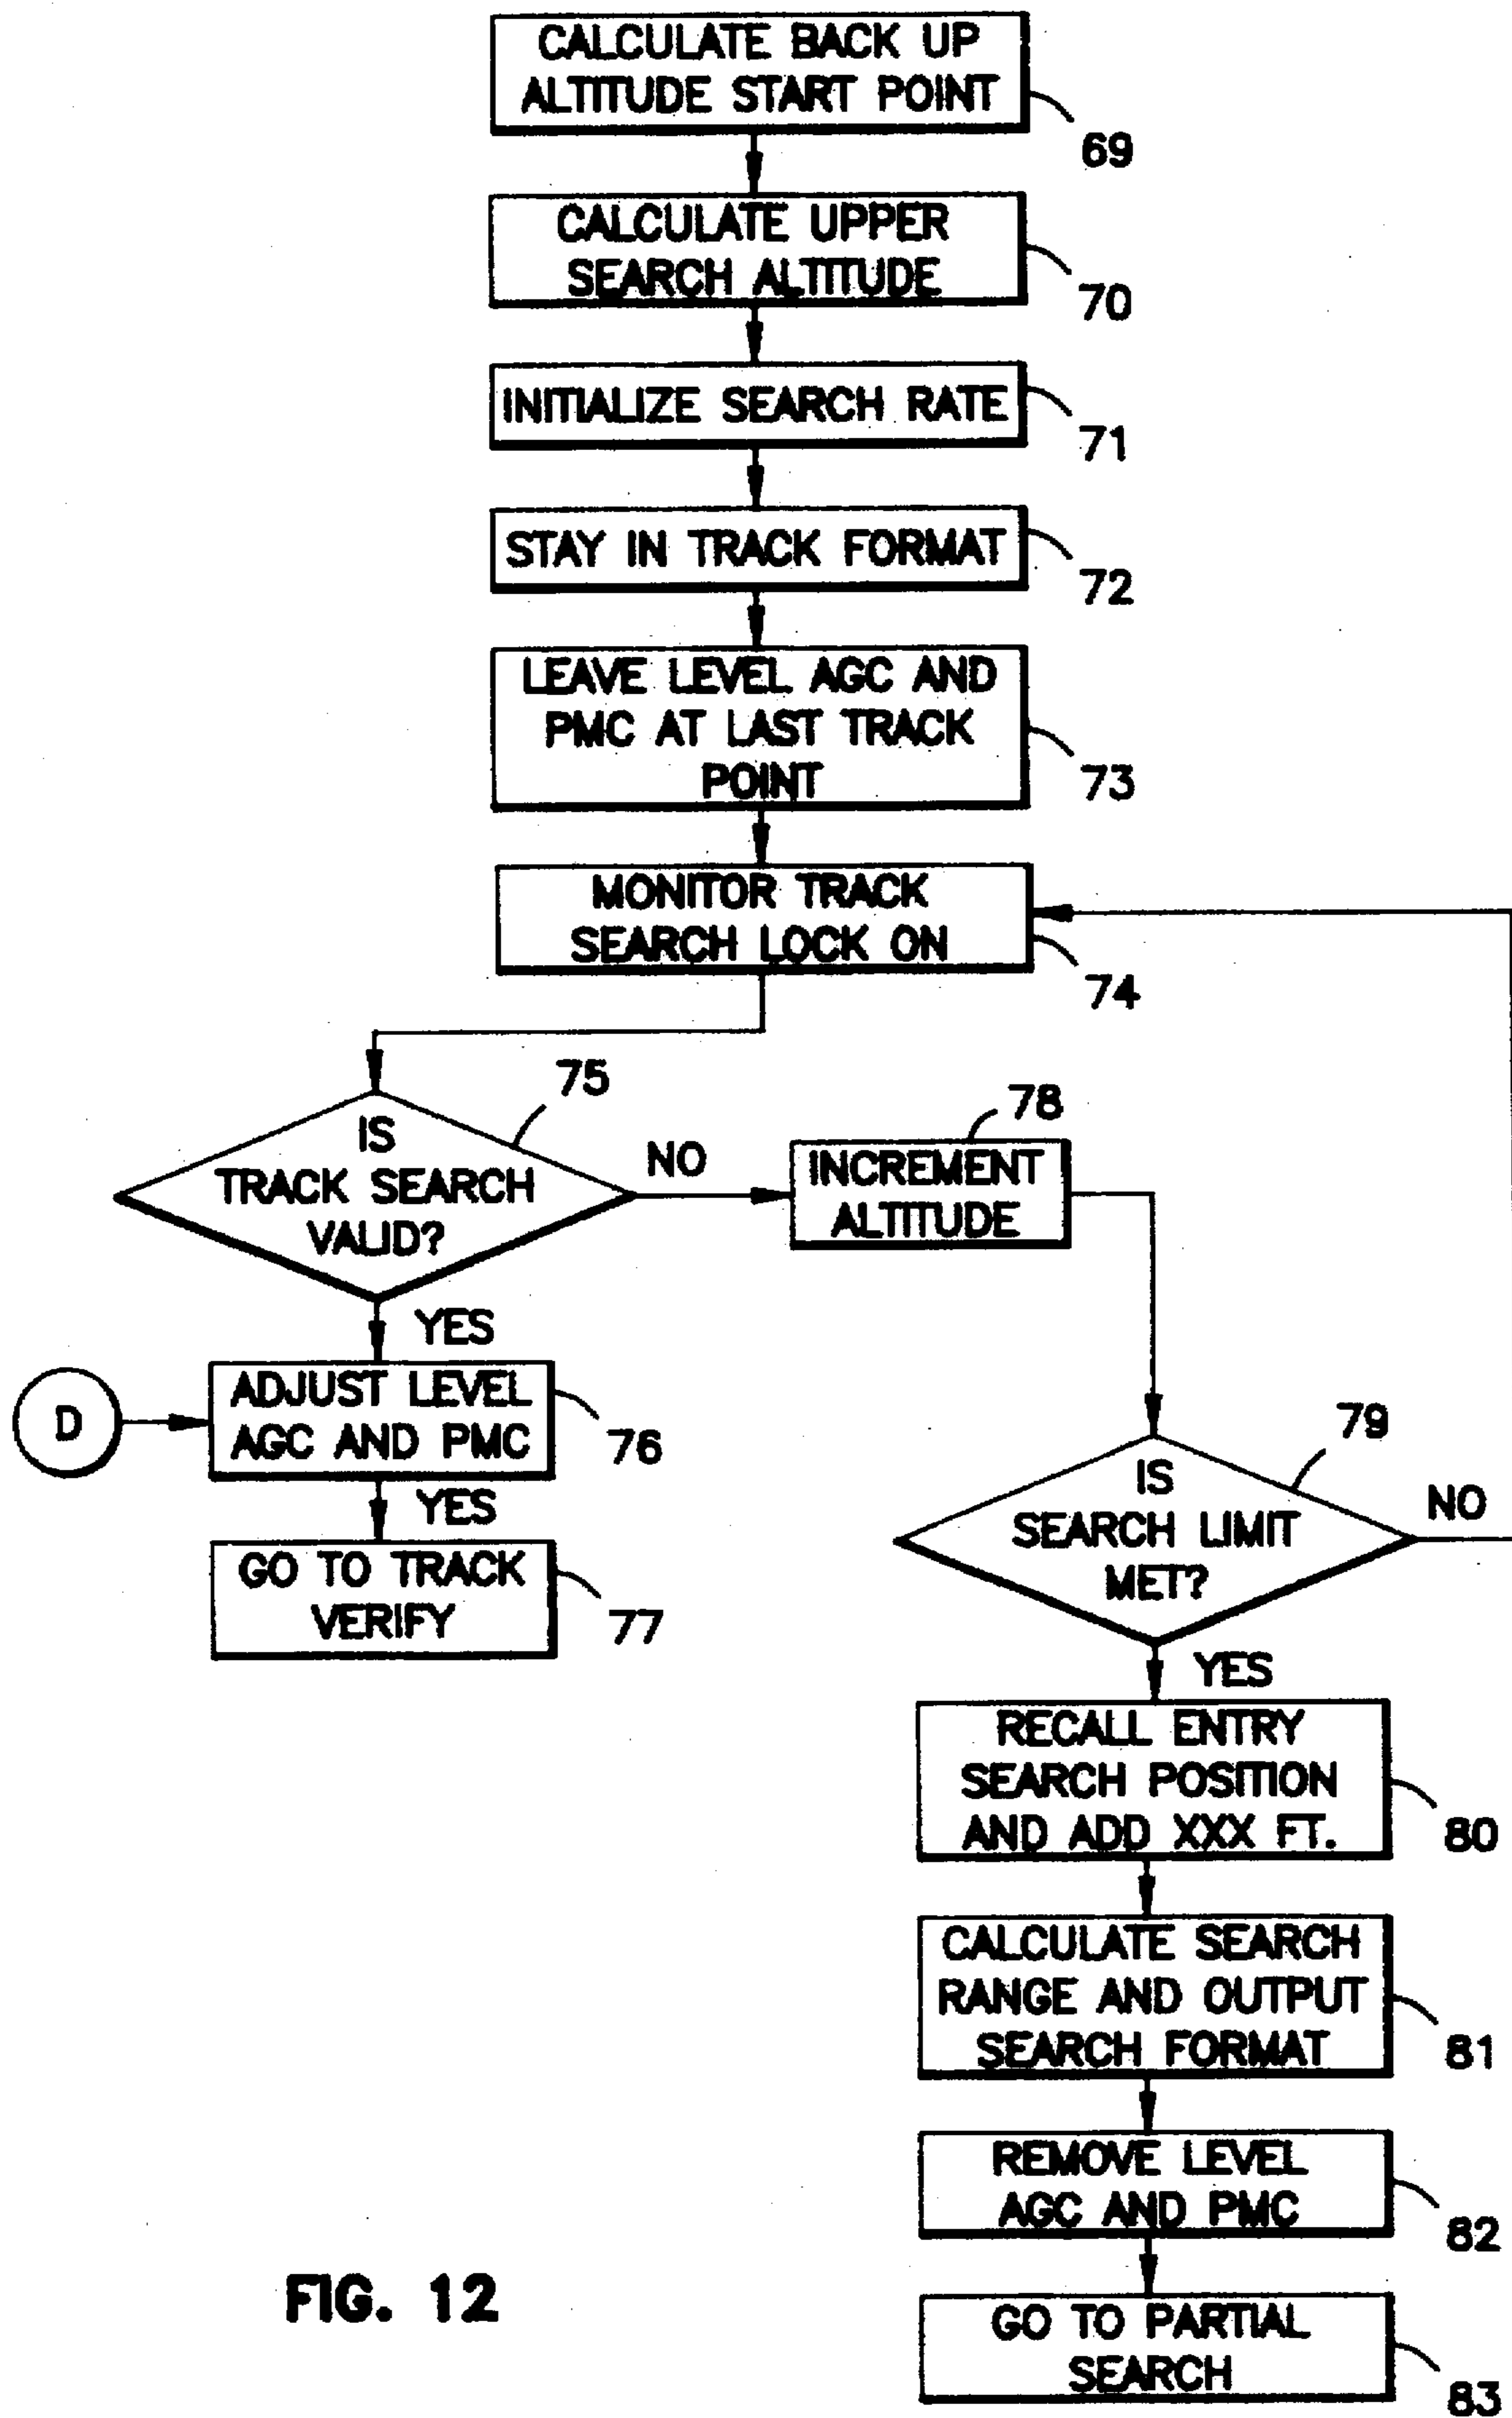 CALCULATE BACK UP
ALTITUDE START POINT
69
CALCULATE UPPER
SEARCH ALTITUDE
70
INITIALIZE SEARCH RATE
71
STAY IN TRACK FORMAT
72
LEAVE LEVEL AGC AND
PMC AT LAST TRACK
POINT
73
MONITOR TRACK
SEARCH LOCK ON
74
75
IS
TRACK SEARCH
VALID?
NO
78
INCREMENT
ALTITUDE
YES
D
ADJUST LEVEL
AGC AND PMC
76
YES
GO TO TRACK
VERIFY
77
79
IS
SEARCH LIMIT
MET?
NO
YES
RECALL ENTRY
SEARCH POSITION
AND ADD XXX FT.
80
CALCULATE SEARCH
RANGE AND OUTPUT
SEARCH FORMAT
81
REMOVE LEVEL
AGC AND PMC
82
GO TO PARTIAL
SEARCH
83
FIG. 12